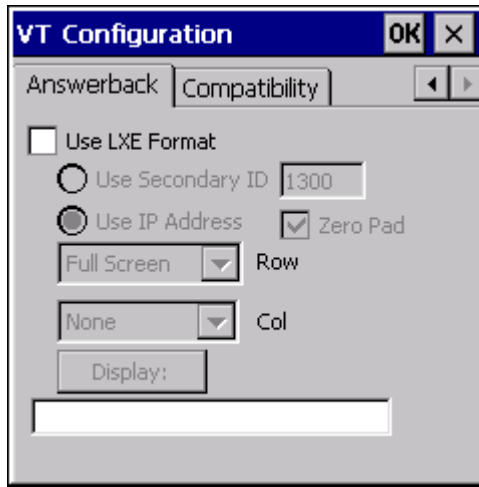 VT Configuration OK ×
Answerback Compatibility
Use LXE Format
Use Secondary ID 1300
Use IP Address Zero Pad
Full Screen Row
None Col
Display: